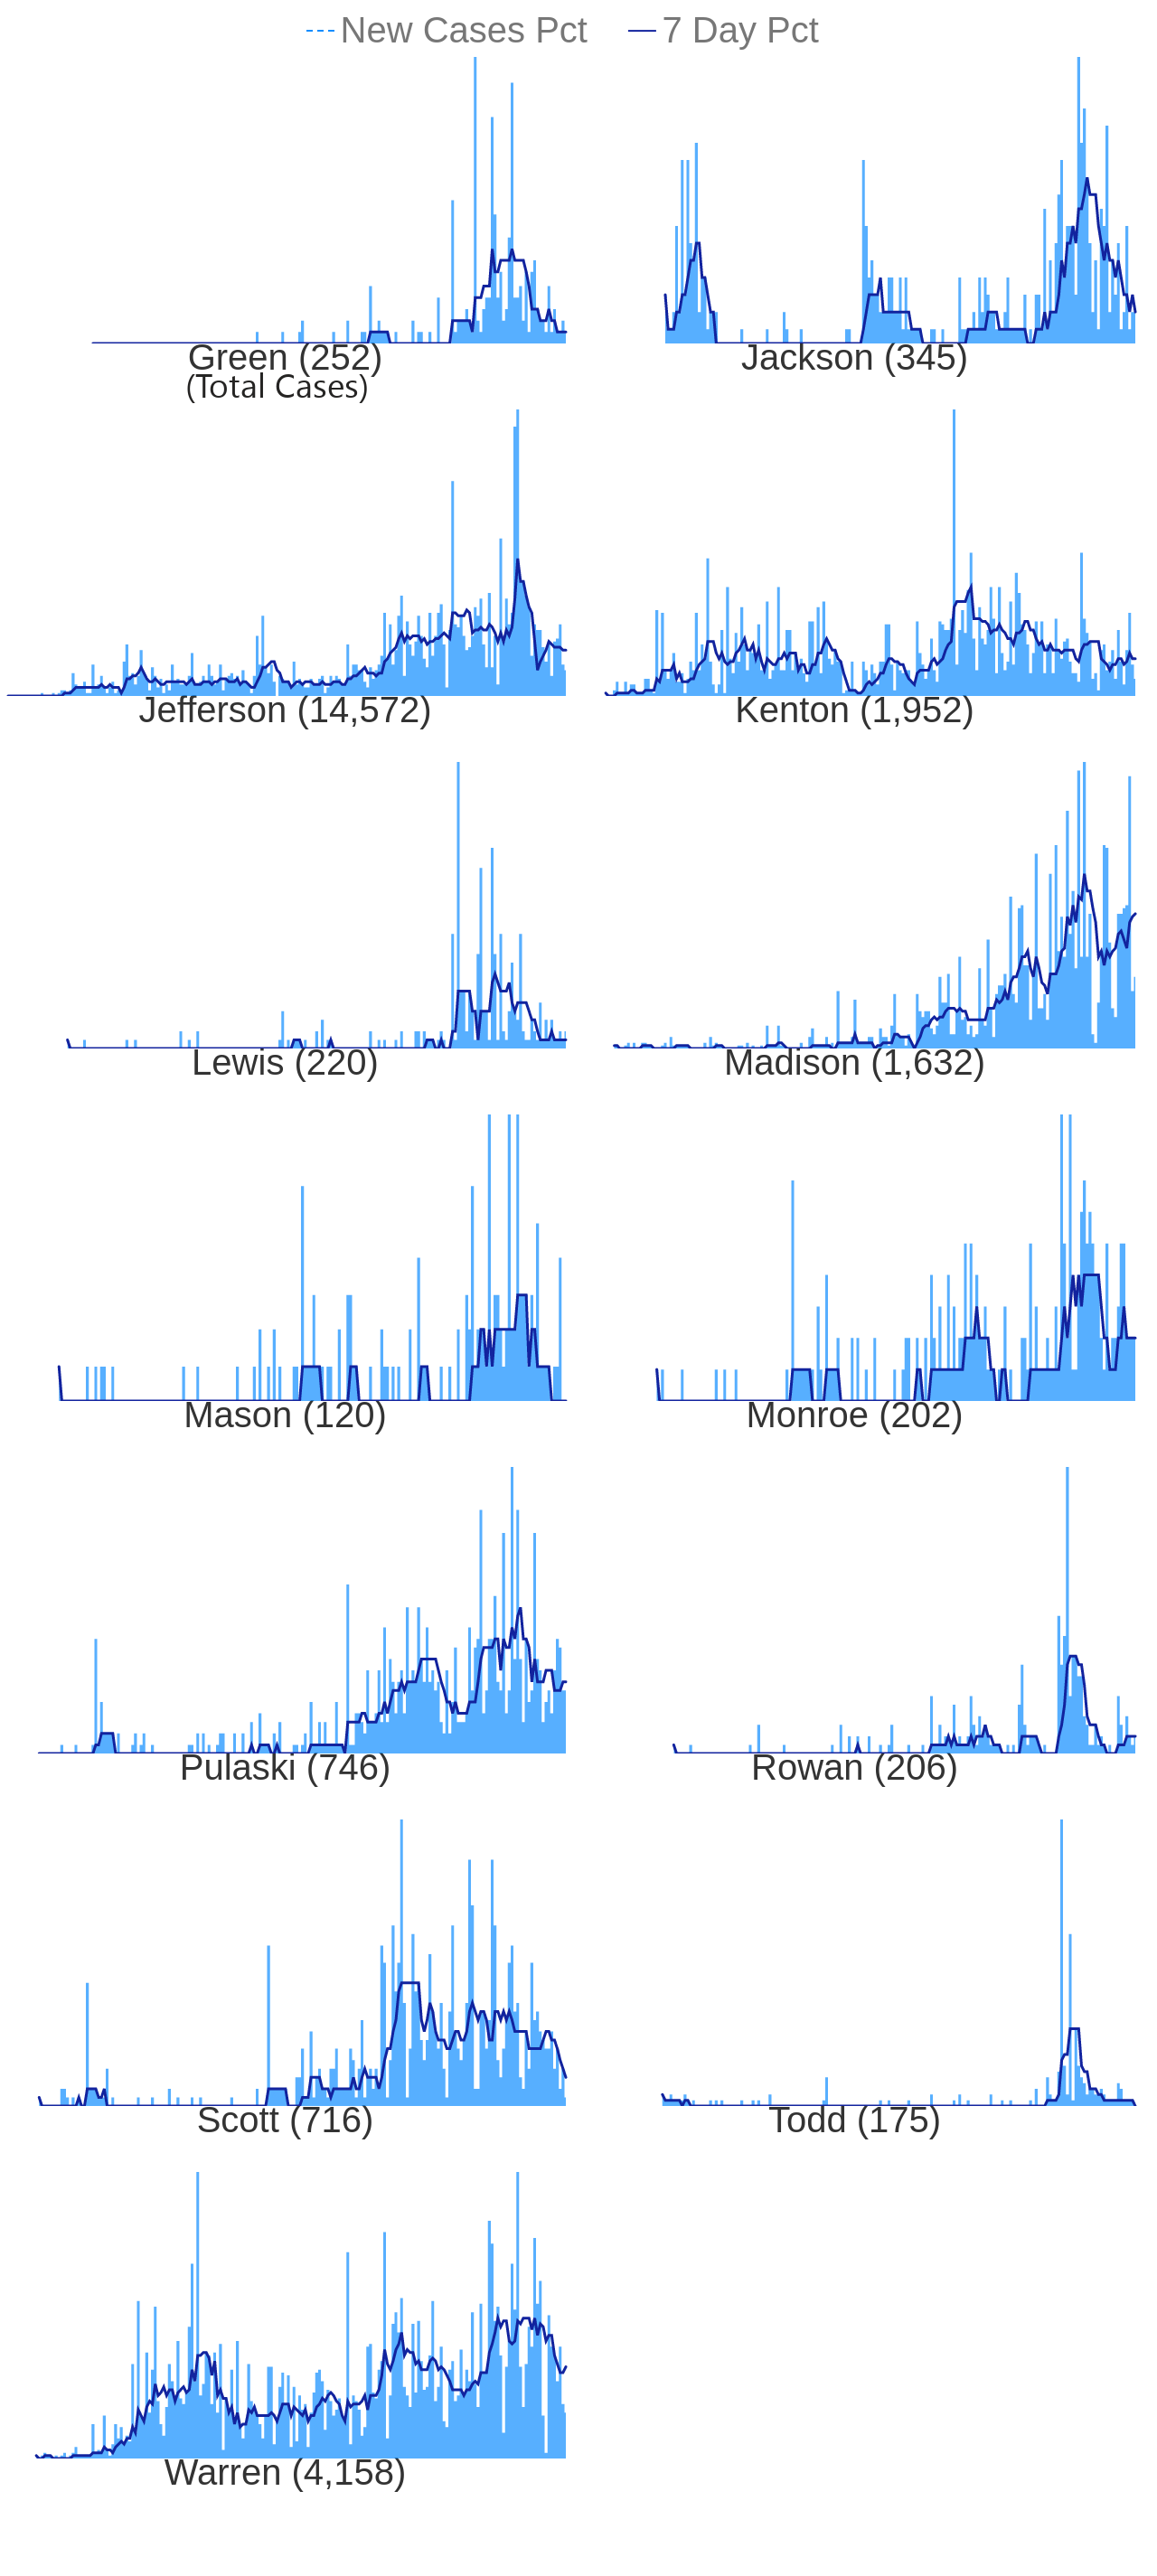 New Cases Pct 7 Day Pct
Green (252) Jackson (345)
(Total Cases)
Jefferson (14,572) Kenton (1,952)
Lewis (220) Madison (1,632)
Mason (120) Monroe (202)
Pulaski (746) Rowan (206)
Scott (716) Todd (175)
Warren (4,158)